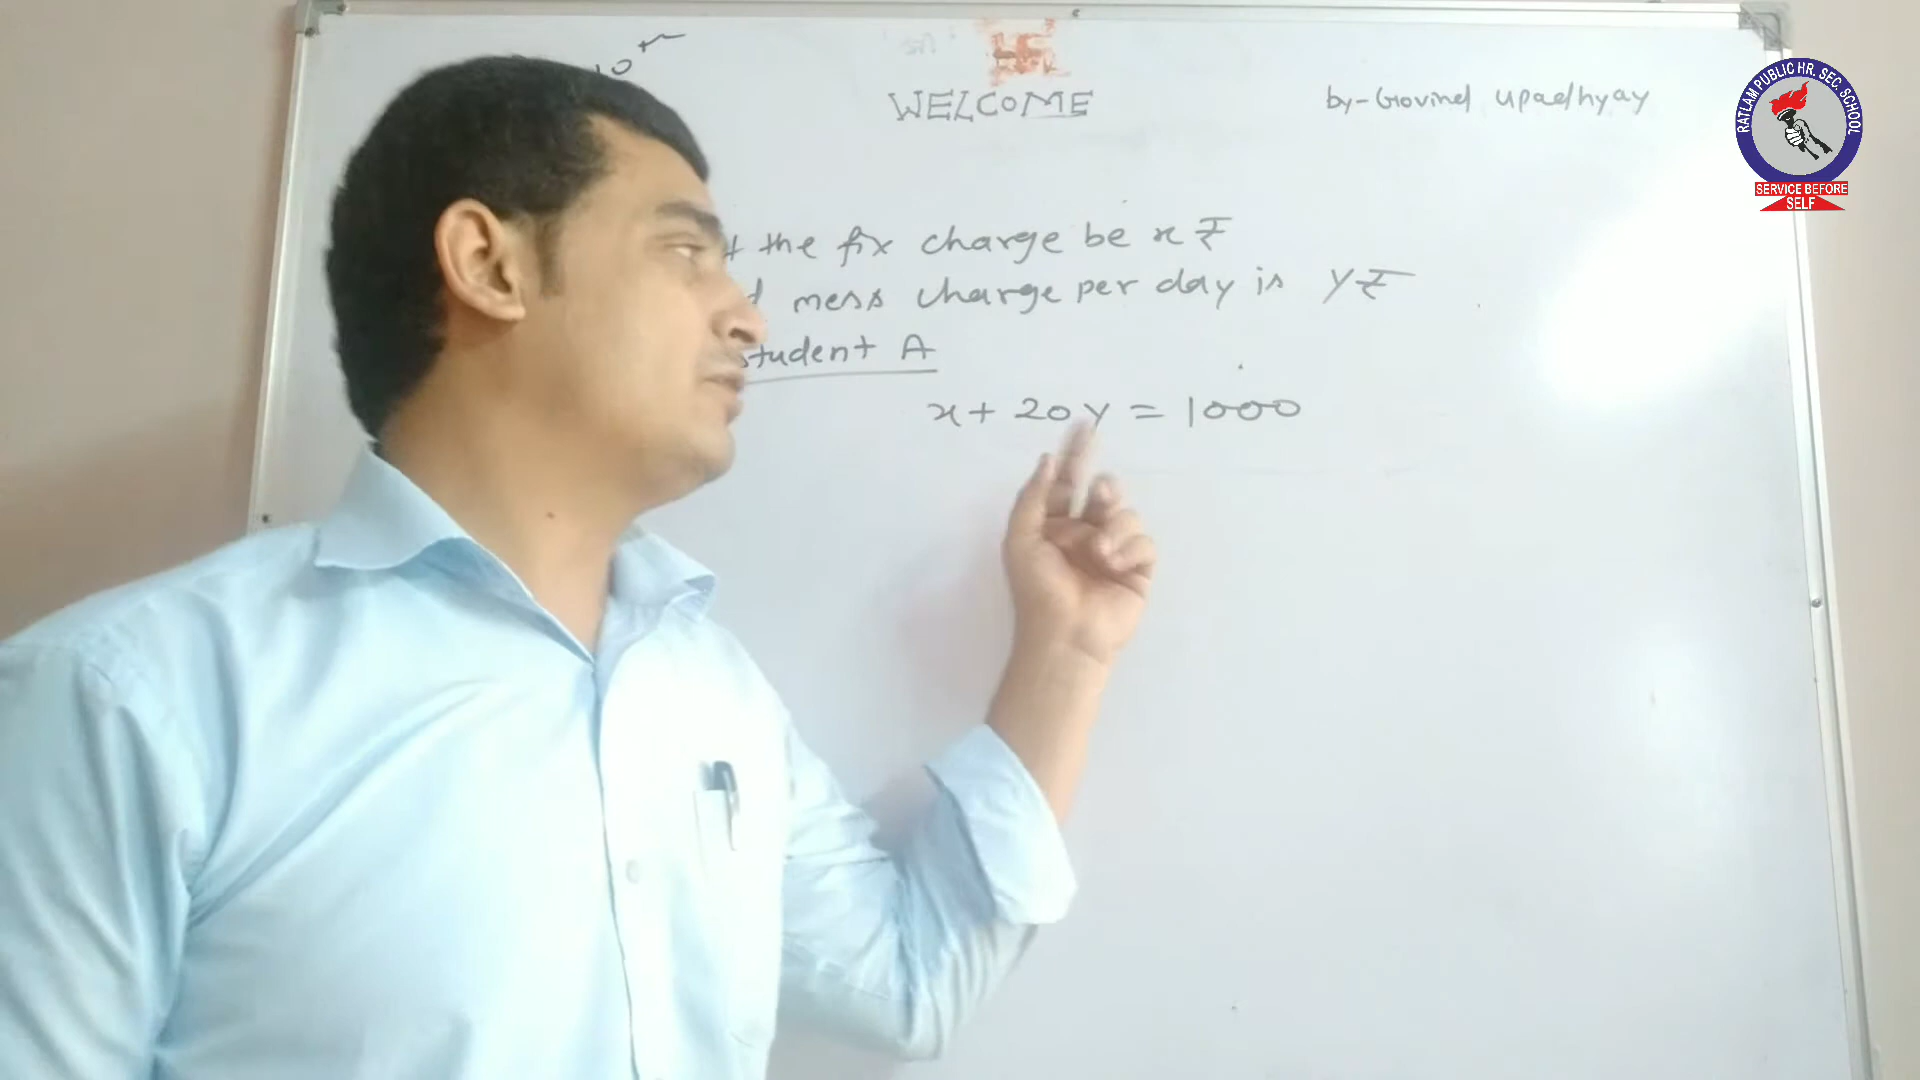 WELCOME
by-Govind Upadhyay
RATLAM PUBLIC HR. SEC. SCHOOL
SERVICE BEFORE
SELF
the fix charge be x ₹
mess charge per day is y ₹
student A
x + 20y = 1000